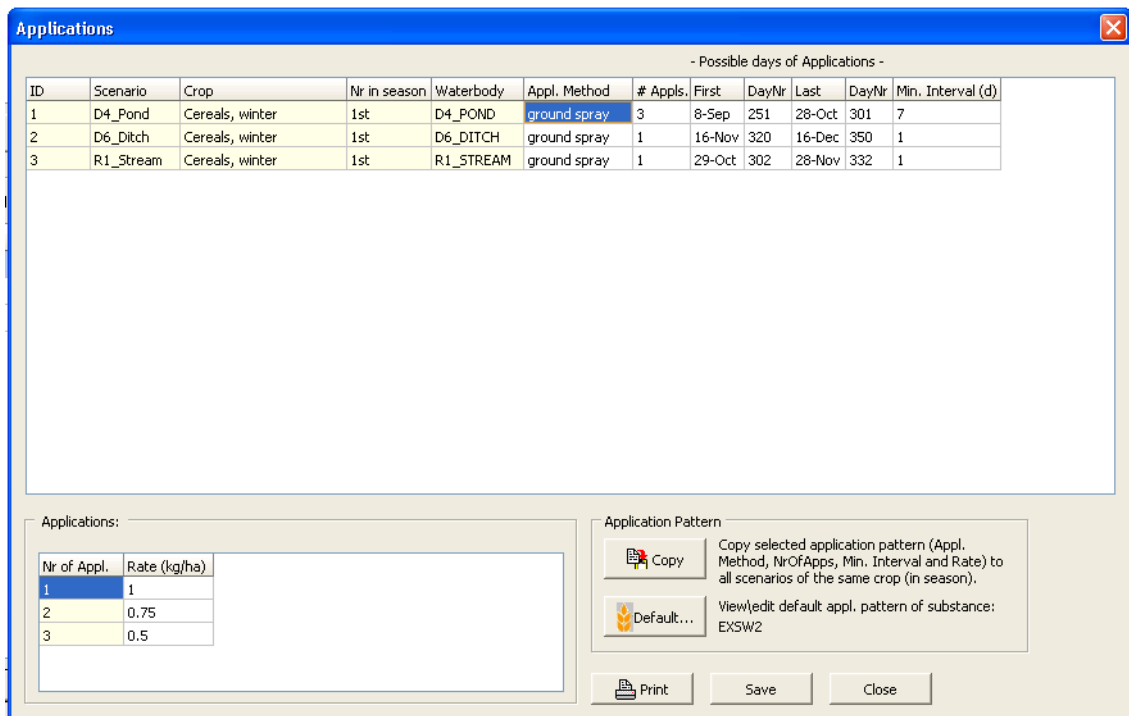 Applications
- Possible days of Applications -
ID Scenario Crop Nr in season Waterbody Appl. Method # Appls. First DayNr Last DayNr Min. Interval (d)
1 D4_Pond Cereals, winter 1st D4_POND ground spray 3 8-Sep 251 28-Oct 301 7
2 D6_Ditch Cereals, winter 1st D6_DITCH ground spray 1 16-Nov 320 16-Dec 350 1
3 R1_Stream Cereals, winter 1st R1_STREAM ground spray 1 29-Oct 302 28-Nov 332 1
Applications:
Nr of Appl. Rate (kg/ha)
1 1
2 0.75
3 0.5
Application Pattern
Copy
Copy selected application pattern (Appl.
Method, NrOfApps, Min. Interval and Rate) to
all scenarios of the same crop (in season).
Default...
View\edit default appl. pattern of substance:
EXSW2
Print Save Close